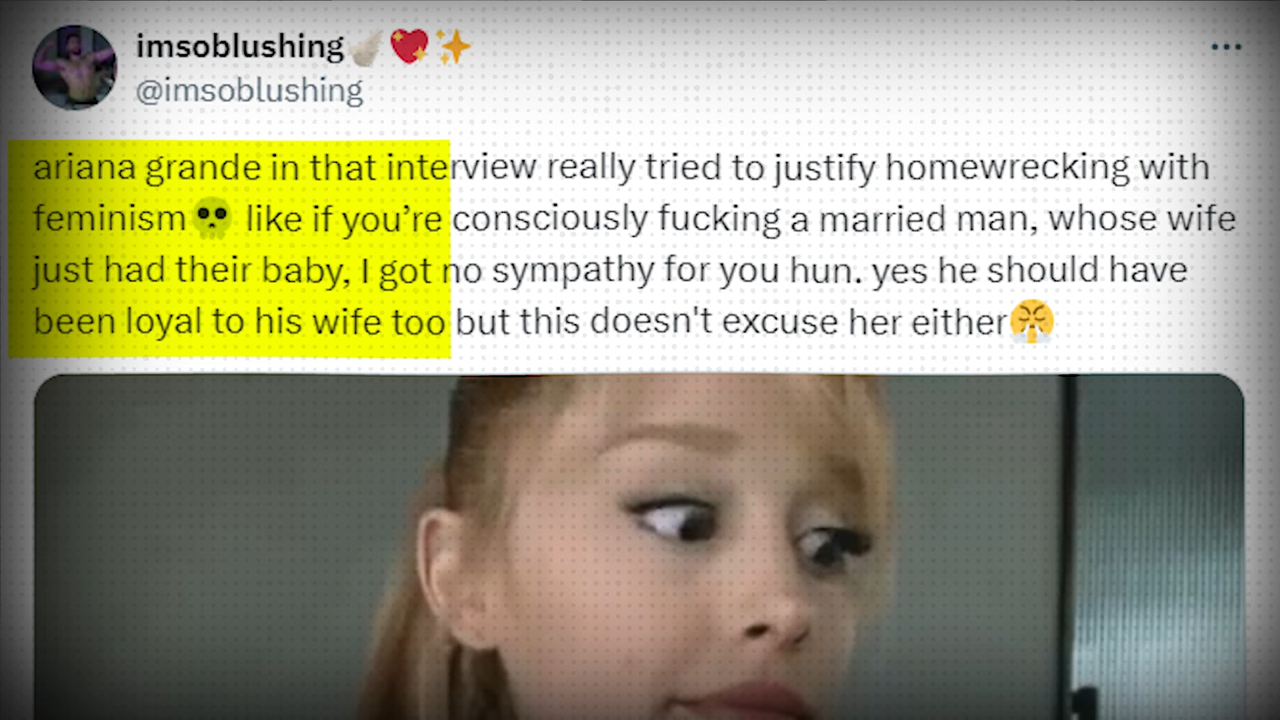 imsoblushing🪽💖✨
@imsoblushing
ariana grande in that interview really tried to justify homewrecking with
feminism💀 like if you’re consciously fucking a married man, whose wife
just had their baby, I got no sympathy for you hun. yes he should have
been loyal to his wife too but this doesn't excuse her either😤